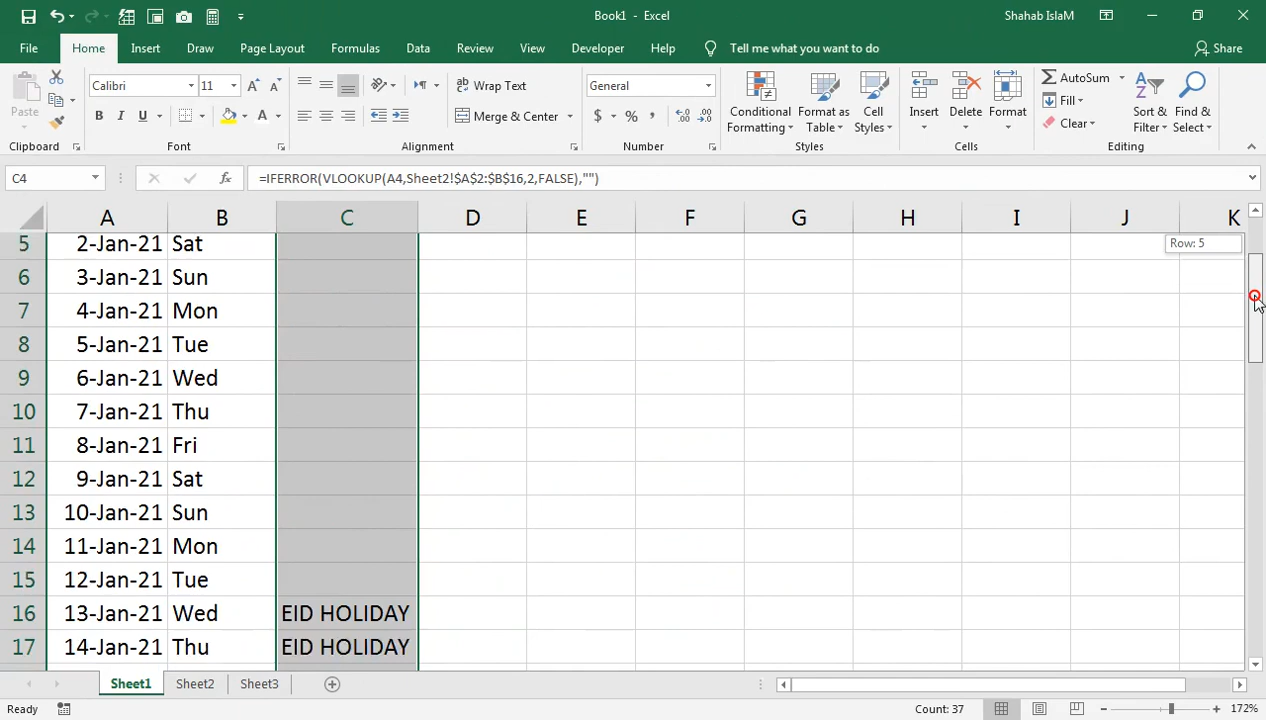 Book1 - Excel
Shahab IslaM
File Home Insert Draw Page Layout Formulas Data Review View Developer Help Tell me what you want to do Share
Paste
Clipboard
Calibri 11
B I U
Font
Wrap Text
Merge & Center
Alignment
General
$ % ,
Number
Conditional Formatting
Format as Table
Cell Styles
Styles
Insert Delete Format
Cells
AutoSum
Fill
Clear
Sort & Filter
Find & Select
Editing
C4 fx =IFERROR(VLOOKUP(A4,Sheet2!$A$2:$B$16,2,FALSE),"")
A B C D E F G H I J K
5 2-Jan-21 Sat
Row: 5
6 3-Jan-21 Sun
7 4-Jan-21 Mon
8 5-Jan-21 Tue
9 6-Jan-21 Wed
10 7-Jan-21 Thu
11 8-Jan-21 Fri
12 9-Jan-21 Sat
13 10-Jan-21 Sun
14 11-Jan-21 Mon
15 12-Jan-21 Tue
16 13-Jan-21 Wed EID HOLIDAY
17 14-Jan-21 Thu EID HOLIDAY
Sheet1 Sheet2 Sheet3
Ready Count: 37 172%